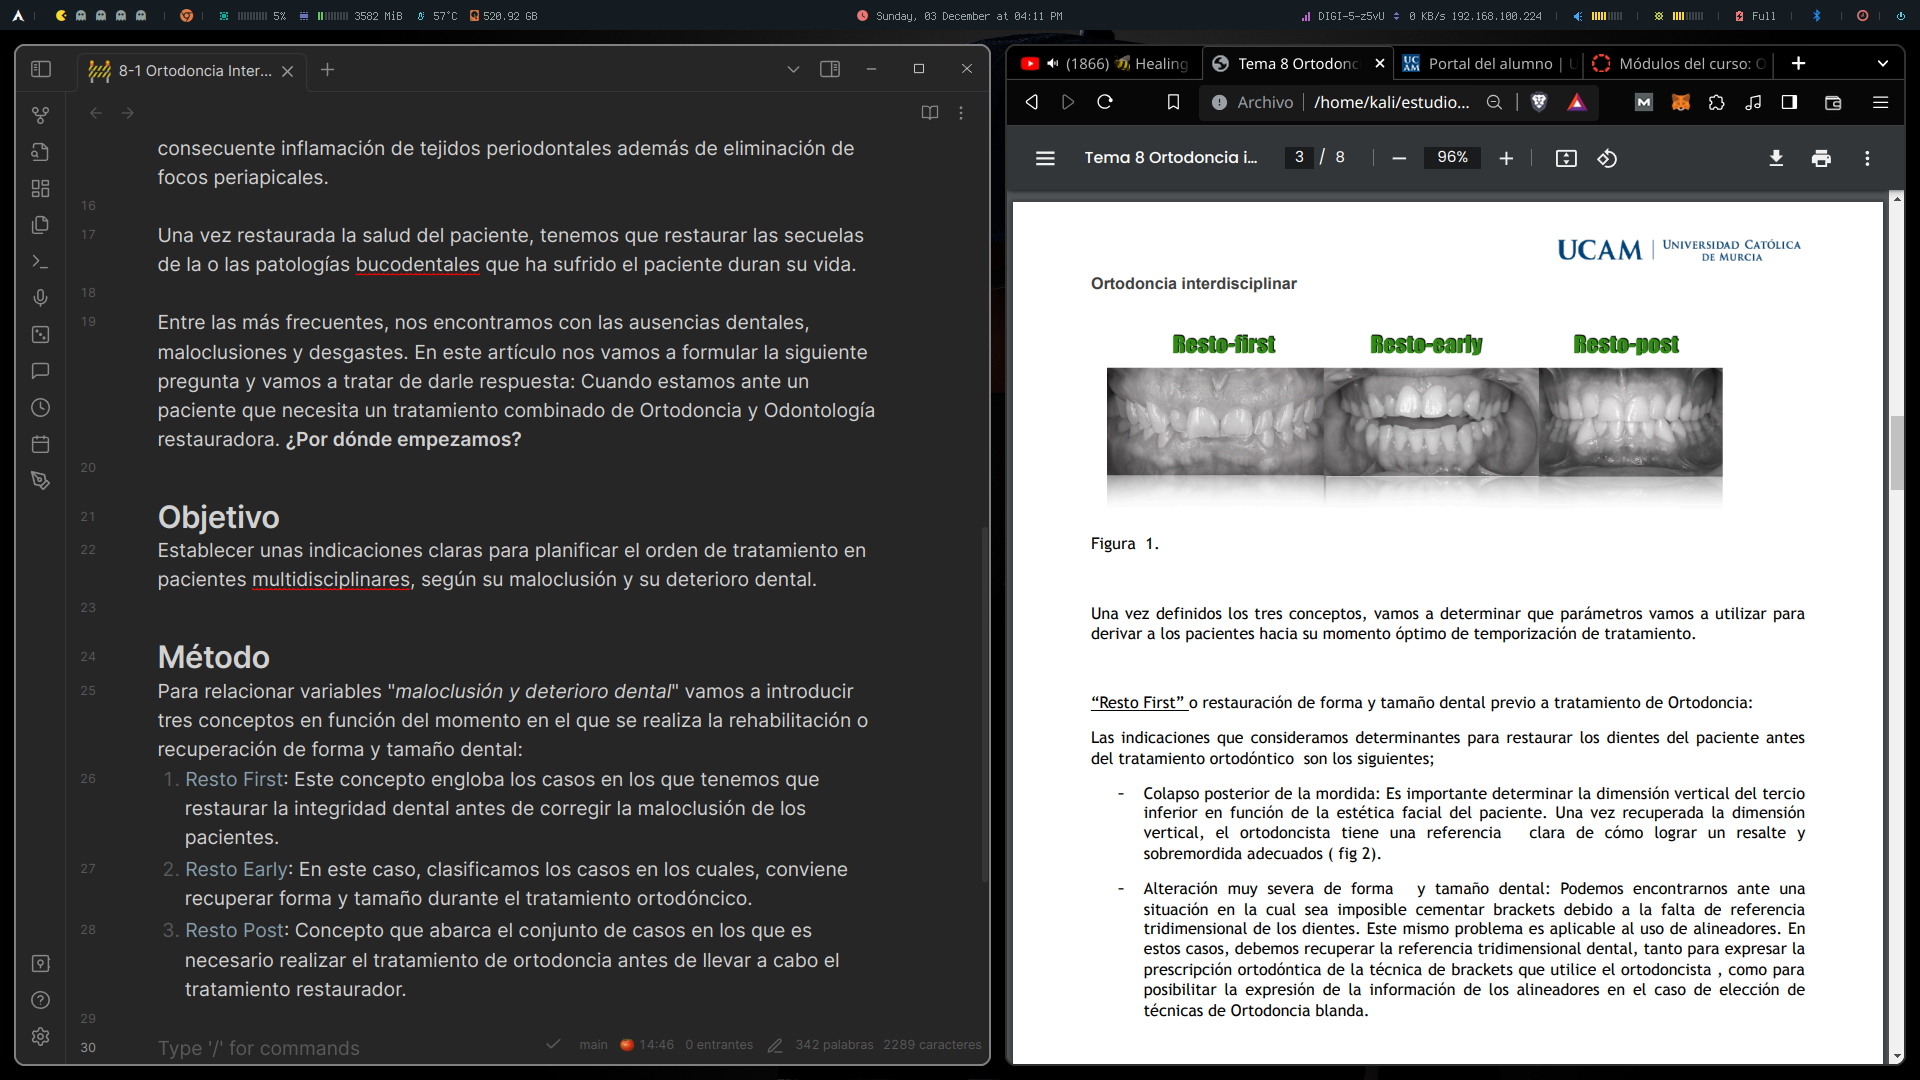 5%
3582 MiB
57°C
520.92 GB
Sunday, 03 December at 04:11 PM
DIGI-5-z5vU
0 KB/s 192.168.100.224
Full
8-1 Ortodoncia Inter...
consecuente inflamación de tejidos periodontales además de eliminación de
focos periapicales.
16
17
Una vez restaurada la salud del paciente, tenemos que restaurar las secuelas
de la o las patologías bucodentales que ha sufrido el paciente duran su vida.
18
19
Entre las más frecuentes, nos encontramos con las ausencias dentales,
maloclusiones y desgastes. En este artículo nos vamos a formular la siguiente
pregunta y vamos a tratar de darle respuesta: Cuando estamos ante un
paciente que necesita un tratamiento combinado de Ortodoncia y Odontología
restauradora. ¿Por dónde empezamos?
20
21
Objetivo
22
Establecer unas indicaciones claras para planificar el orden de tratamiento en
pacientes multidisciplinares, según su maloclusión y su deterioro dental.
23
24
Método
25
Para relacionar variables "maloclusión y deterioro dental" vamos a introducir
tres conceptos en función del momento en el que se realiza la rehabilitación o
recuperación de forma y tamaño dental:
26
1. Resto First: Este concepto engloba los casos en los que tenemos que
restaurar la integridad dental antes de corregir la maloclusión de los
pacientes.
27
2. Resto Early: En este caso, clasificamos los casos en los cuales, conviene
recuperar forma y tamaño durante el tratamiento ortodóncico.
28
3. Resto Post: Concepto que abarca el conjunto de casos en los que es
necesario realizar el tratamiento de ortodoncia antes de llevar a cabo el
tratamiento restaurador.
29
30
Type '/' for commands
main
14:46
0 entrantes
342 palabras
2289 caracteres
(1866) Healing
Tema 8 Ortodonc
UCAM
Portal del alumno | U
Módulos del curso: O
Archivo
/home/kali/estudio...
M
Tema 8 Ortodoncia i...
3 / 8
96%
UCAM | UNIVERSIDAD CATÓLICA
DE MURCIA
Ortodoncia interdisciplinar
Resto-first
Resto-early
Resto-post
Figura 1.
Una vez definidos los tres conceptos, vamos a determinar que parámetros vamos a utilizar para
derivar a los pacientes hacia su momento óptimo de temporización de tratamiento.
“Resto First” o restauración de forma y tamaño dental previo a tratamiento de Ortodoncia:
Las indicaciones que consideramos determinantes para restaurar los dientes del paciente antes
del tratamiento ortodóntico son los siguientes;
- Colapso posterior de la mordida: Es importante determinar la dimensión vertical del tercio
inferior en función de la estética facial del paciente. Una vez recuperada la dimensión
vertical, el ortodoncista tiene una referencia clara de cómo lograr un resalte y
sobremordida adecuados ( fig 2).
- Alteración muy severa de forma y tamaño dental: Podemos encontrarnos ante una
situación en la cual sea imposible cementar brackets debido a la falta de referencia
tridimensional de los dientes. Este mismo problema es aplicable al uso de alineadores. En
estos casos, debemos recuperar la referencia tridimensional dental, tanto para expresar la
prescripción ortodóntica de la técnica de brackets que utilice el ortodoncista , como para
posibilitar la expresión de la información de los alineadores en el caso de elección de
técnicas de Ortodoncia blanda.